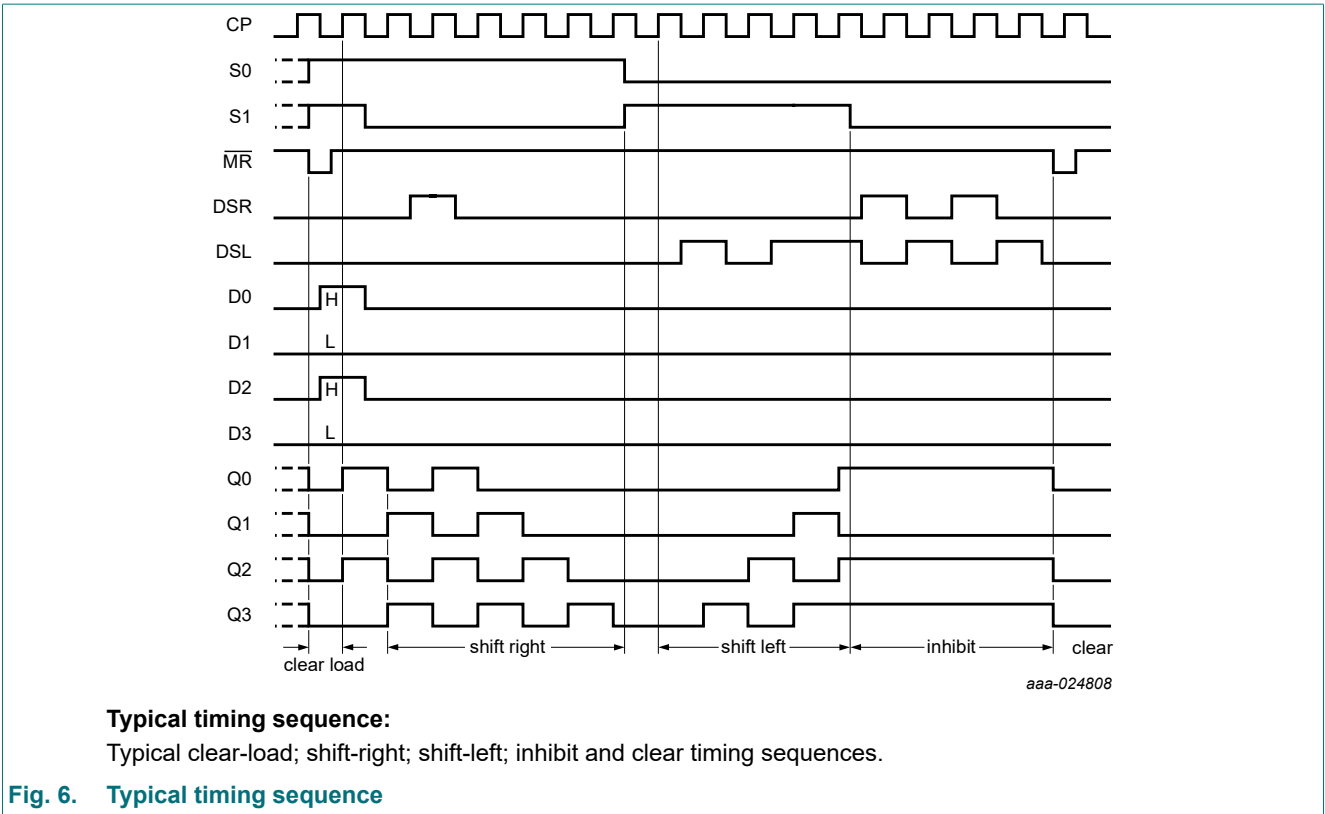 CP
S0
S1
MR
DSR
DSL
D0 H
D1 L
D2 H
D3 L
Q0
Q1
Q2
Q3
clear load shift right shift left inhibit clear
aaa-024808
Typical timing sequence:
Typical clear-load; shift-right; shift-left; inhibit and clear timing sequences.
Fig. 6. Typical timing sequence